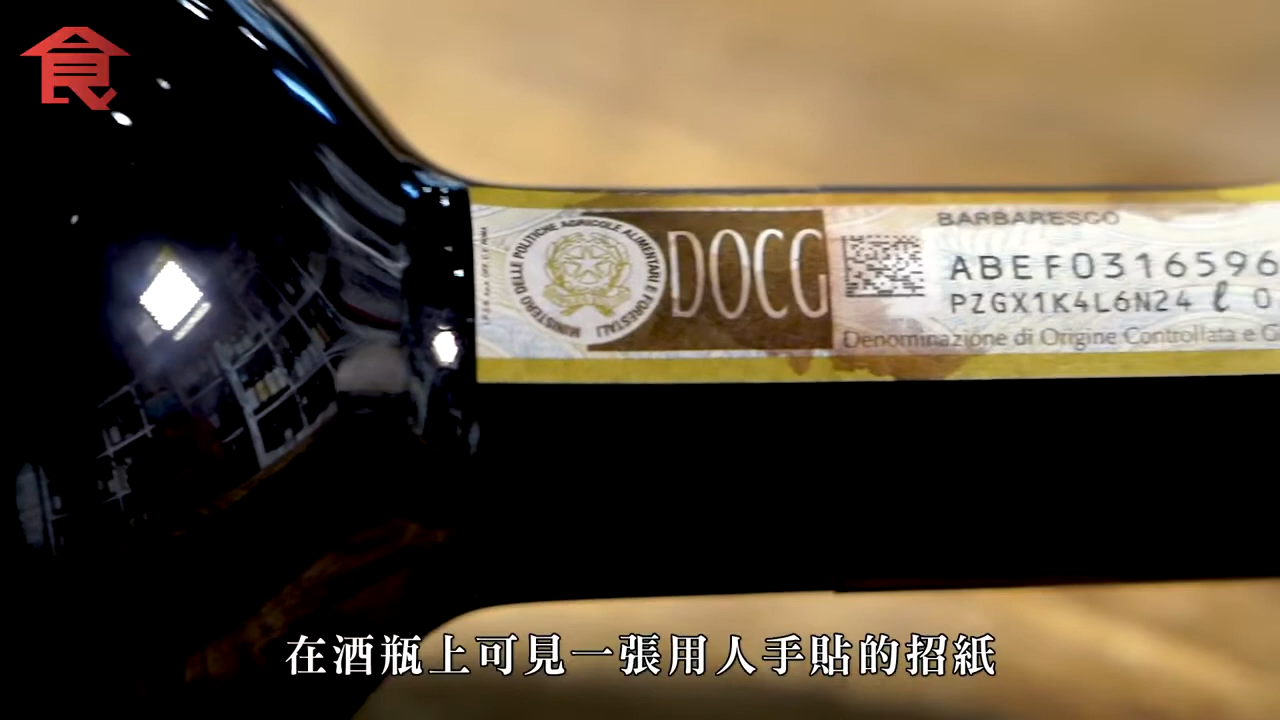 食
MINISTERO DELLE POLITICHE AGRICOLE ALIMENTARI E FORESTALI
DOCG
BARBARESCO
ABEF0316596
PZGX1K4L6N24 ℓ 0
Denominazione di Origine Controllata e G
在酒瓶上可見一張用人手貼的招紙